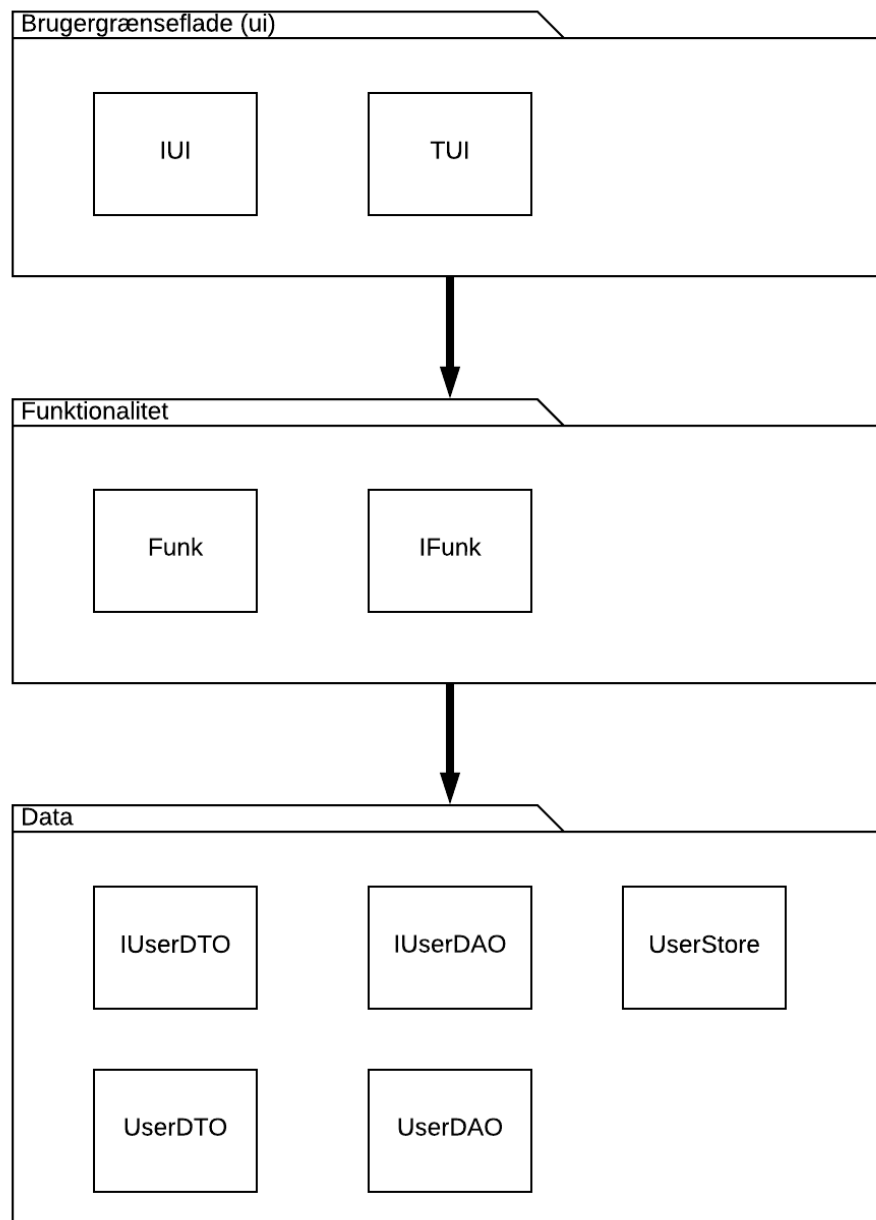 Brugergrænseflade (ui)
IUI
TUI
Funktionalitet
Funk
IFunk
Data
IUserDTO
IUserDAO
UserStore
UserDTO
UserDAO